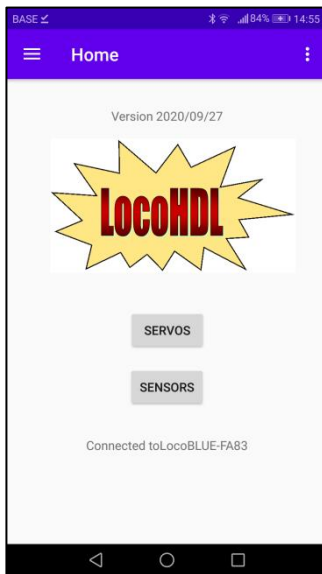 BASE 84% 14:55
Home
Version 2020/09/27
LocoHDL
SERVOS
SENSORS
Connected toLocoBLUE-FA83